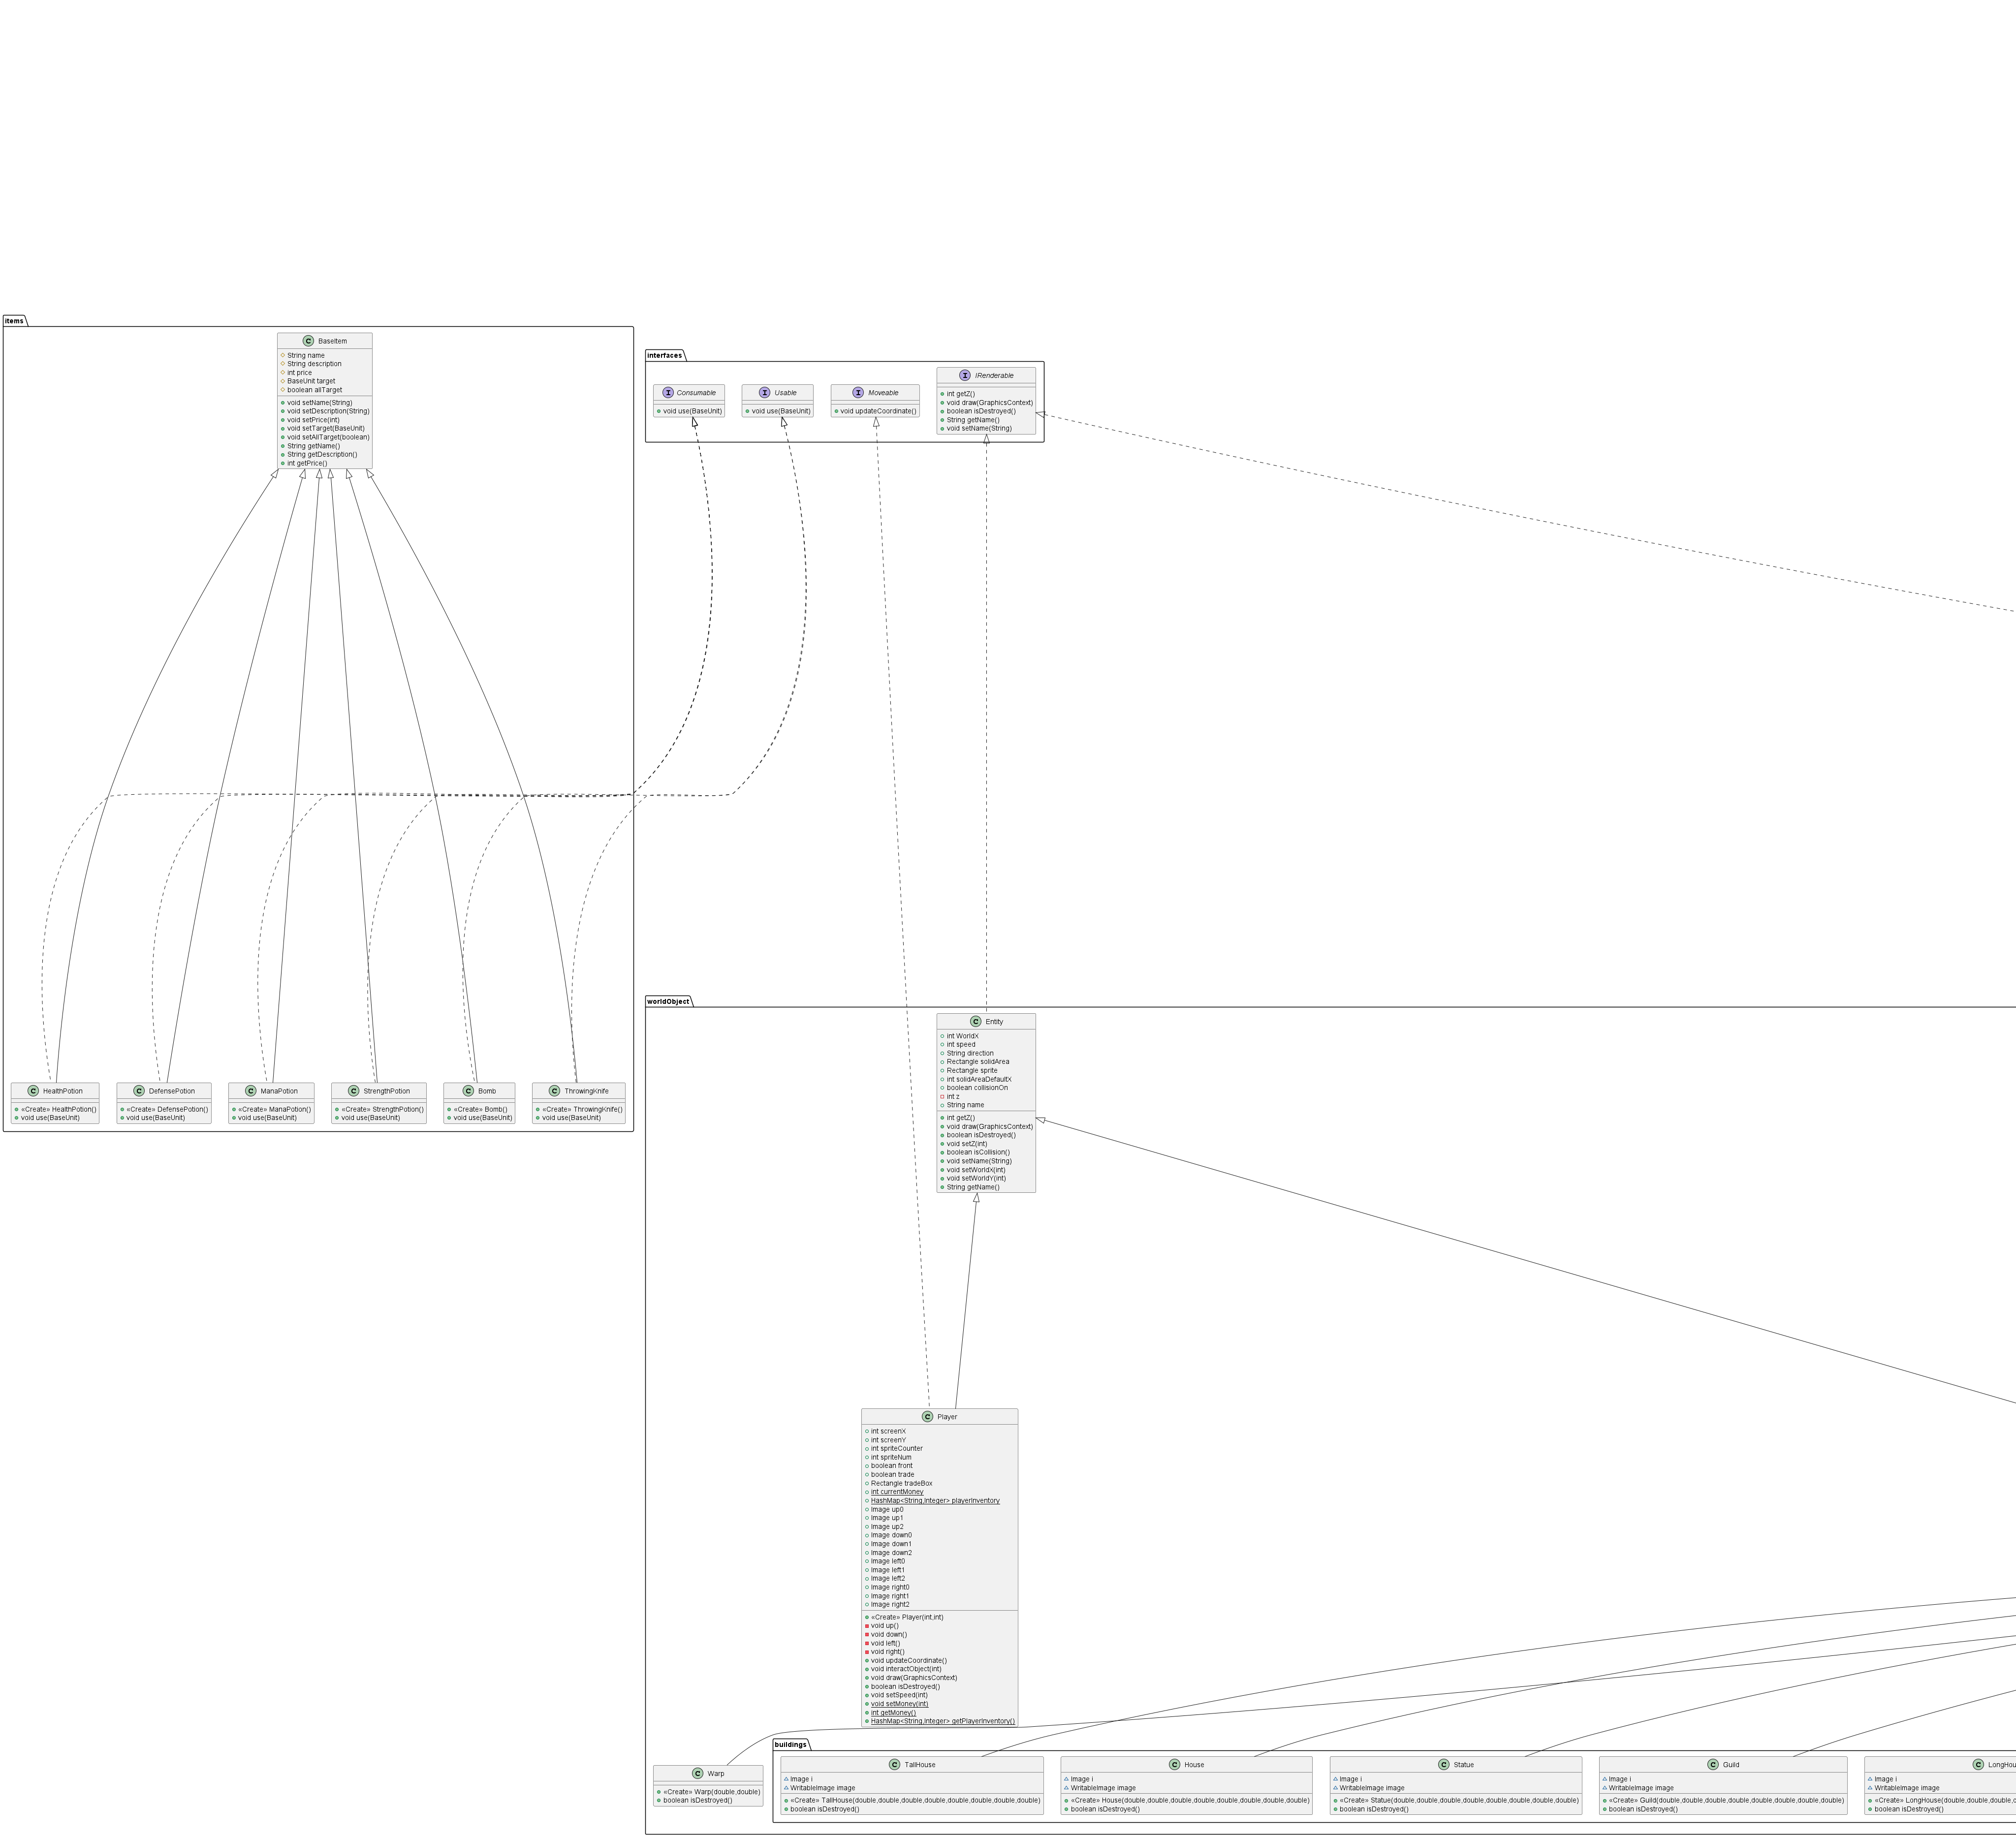 items
C BaseItem
String name
String description
int price
BaseUnit target
boolean allTarget
void setName(String)
void setDescription(String)
void setPrice(int)
void setTarget(BaseUnit)
void setAllTarget(boolean)
String getName()
String getDescription()
int getPrice()
interfaces
I Consumable
void use(BaseUnit)
I Usable
void use(BaseUnit)
I Moveable
void updateCoordinate()
I IRenderable
int getZ()
void draw(GraphicsContext)
boolean isDestroyed()
String getName()
void setName(String)
C HealthPotion
«Create» HealthPotion()
void use(BaseUnit)
C DefensePotion
«Create» DefensePotion()
void use(BaseUnit)
C ManaPotion
«Create» ManaPotion()
void use(BaseUnit)
C StrengthPotion
«Create» StrengthPotion()
void use(BaseUnit)
C Bomb
«Create» Bomb()
void use(BaseUnit)
C ThrowingKnife
«Create» ThrowingKnife()
void use(BaseUnit)
worldObject
C Entity
int WorldX
int speed
String direction
Rectangle solidArea
Rectangle sprite
int solidAreaDefaultX
boolean collisionOn
int z
String name
int getZ()
void draw(GraphicsContext)
boolean isDestroyed()
void setZ(int)
boolean isCollision()
void setName(String)
void setWorldX(int)
void setWorldY(int)
String getName()
C Player
int screenX
int screenY
int spriteCounter
int spriteNum
boolean front
boolean trade
Rectangle tradeBox
int currentMoney
HashMap<String,Integer> playerInventory
Image up0
Image up1
Image up2
Image down0
Image down1
Image down2
Image left0
Image left1
Image left2
Image right0
Image right1
Image right2
«Create» Player(int,int)
void up()
void down()
void left()
void right()
void updateCoordinate()
void interactObject(int)
void draw(GraphicsContext)
boolean isDestroyed()
void setSpeed(int)
void setMoney(int)
int getMoney()
HashMap<String,Integer> getPlayerInventory()
C Warp
«Create» Warp(double,double)
boolean isDestroyed()
buildings
C TallHouse
Image i
WritableImage image
«Create» TallHouse(double,double,double,double,double,double,double,double)
boolean isDestroyed()
C House
Image i
WritableImage image
«Create» House(double,double,double,double,double,double,double,double)
boolean isDestroyed()
C Statue
Image i
WritableImage image
«Create» Statue(double,double,double,double,double,double,double,double)
boolean isDestroyed()
C Guild
Image i
WritableImage image
«Create» Guild(double,double,double,double,double,double,double,double)
boolean isDestroyed()
C LongHou
Image i
WritableImage image
«Create» LongHouse(double,double,double,d
boolean isDestroyed()